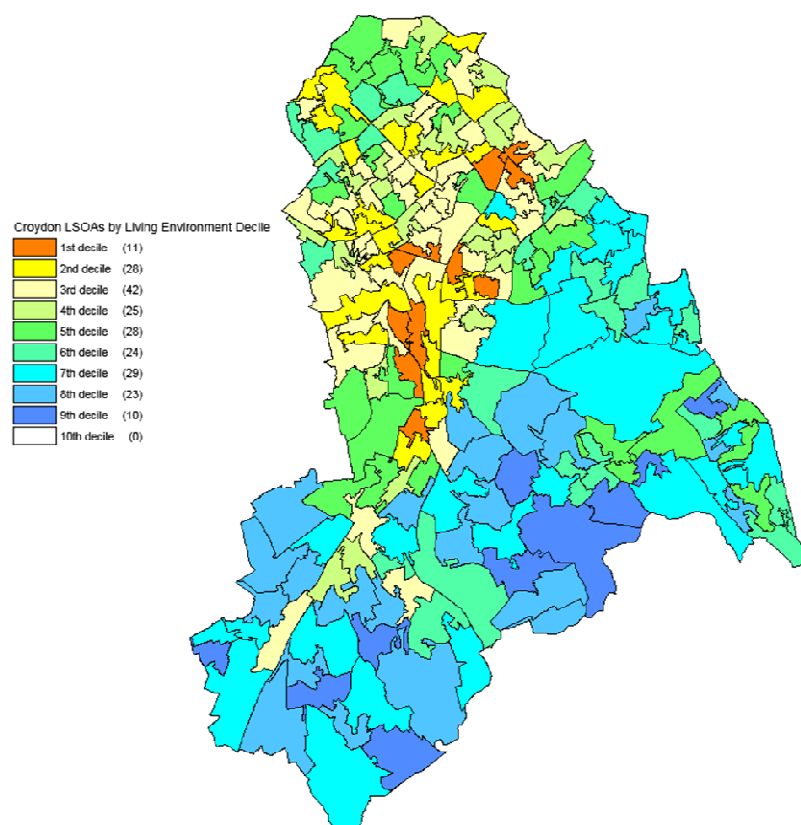 Croydon LSOAs by Living Environment Decile
1st decile (11)
2nd decile (28)
3rd decile (42)
4th decile (25)
5th decile (28)
6th decile (24)
7th decile (29)
8th decile (23)
9th decile (10)
10th decile (0)